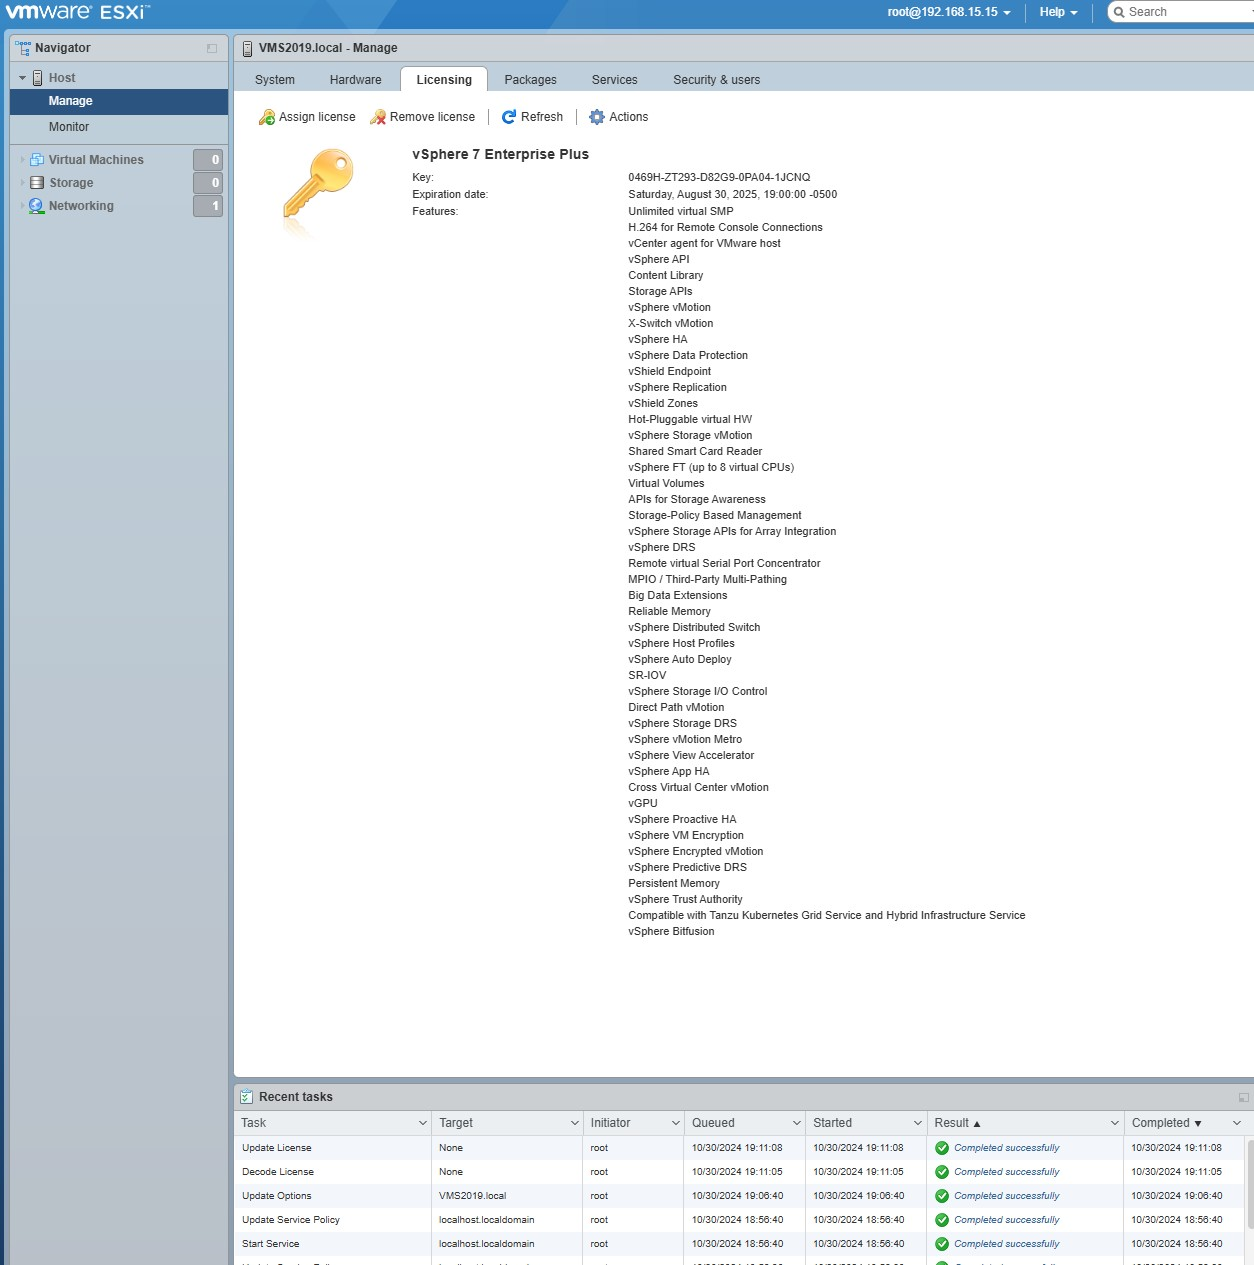 vmware ESXi™
root@192.168.15.15
Help
Search
Navigator
Host
Manage
Monitor
Virtual Machines 0
Storage 0
Networking 1
VMS2019.local - Manage
System Hardware Licensing Packages Services Security & users
Assign license Remove license Refresh Actions
vSphere 7 Enterprise Plus
Key: 0469H-ZT293-D82G9-0PA04-1JCNQ
Expiration date: Saturday, August 30, 2025, 19:00:00 -0500
Features: Unlimited virtual SMP
H.264 for Remote Console Connections
vCenter agent for VMware host
vSphere API
Content Library
Storage APIs
vSphere vMotion
X-Switch vMotion
vSphere HA
vSphere Data Protection
vShield Endpoint
vSphere Replication
vShield Zones
Hot-Pluggable virtual HW
vSphere Storage vMotion
Shared Smart Card Reader
vSphere FT (up to 8 virtual CPUs)
Virtual Volumes
APIs for Storage Awareness
Storage-Policy Based Management
vSphere Storage APIs for Array Integration
vSphere DRS
Remote virtual Serial Port Concentrator
MPIO / Third-Party Multi-Pathing
Big Data Extensions
Reliable Memory
vSphere Distributed Switch
vSphere Host Profiles
vSphere Auto Deploy
SR-IOV
vSphere Storage I/O Control
Direct Path vMotion
vSphere Storage DRS
vSphere vMotion Metro
vSphere View Accelerator
vSphere App HA
Cross Virtual Center vMotion
vGPU
vSphere Proactive HA
vSphere VM Encryption
vSphere Encrypted vMotion
vSphere Predictive DRS
Persistent Memory
vSphere Trust Authority
Compatible with Tanzu Kubernetes Grid Service and Hybrid Infrastructure Service
vSphere Bitfusion
Recent tasks
Task Target Initiator Queued Started Result ▲ Completed ▼
Update License None root 10/30/2024 19:11:08 10/30/2024 19:11:08 Completed successfully 10/30/2024 19:11:08
Decode License None root 10/30/2024 19:11:05 10/30/2024 19:11:05 Completed successfully 10/30/2024 19:11:05
Update Options VMS2019.local root 10/30/2024 19:06:40 10/30/2024 19:06:40 Completed successfully 10/30/2024 19:06:40
Update Service Policy localhost.localdomain root 10/30/2024 18:56:40 10/30/2024 18:56:40 Completed successfully 10/30/2024 18:56:40
Start Service localhost.localdomain root 10/30/2024 18:56:40 10/30/2024 18:56:40 Completed successfully 10/30/2024 18:56:40